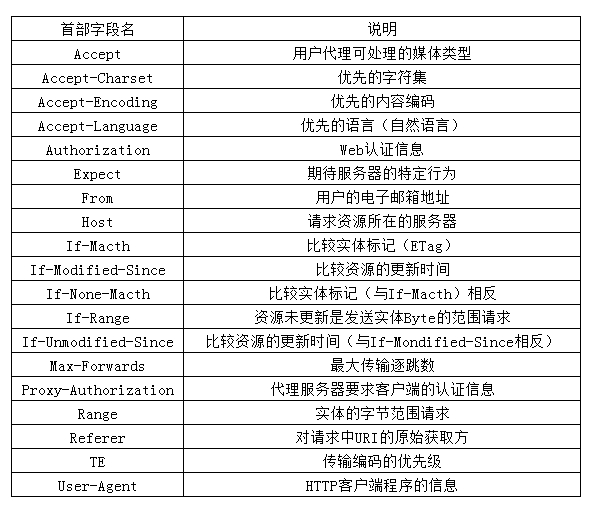 首部字段名 说明
Accept 用户代理可处理的媒体类型
Accept-Charset 优先的字符集
Accept-Encoding 优先的内容编码
Accept-Language 优先的语言（自然语言）
Authorization Web认证信息
Expect 期待服务器的特定行为
From 用户的电子邮箱地址
Host 请求资源所在的服务器
If-Macth 比较实体标记（ETag）
If-Modified-Since 比较资源的更新时间
If-None-Macth 比较实体标记（与If-Macth）相反
If-Range 资源未更新是发送实体Byte的范围请求
If-Unmodified-Since 比较资源的更新时间（与If-Mondified-Since相反）
Max-Forwards 最大传输逐跳数
Proxy-Authorization 代理服务器要求客户端的认证信息
Range 实体的字节范围请求
Referer 对请求中URI的原始获取方
TE 传输编码的优先级
User-Agent HTTP客户端程序的信息